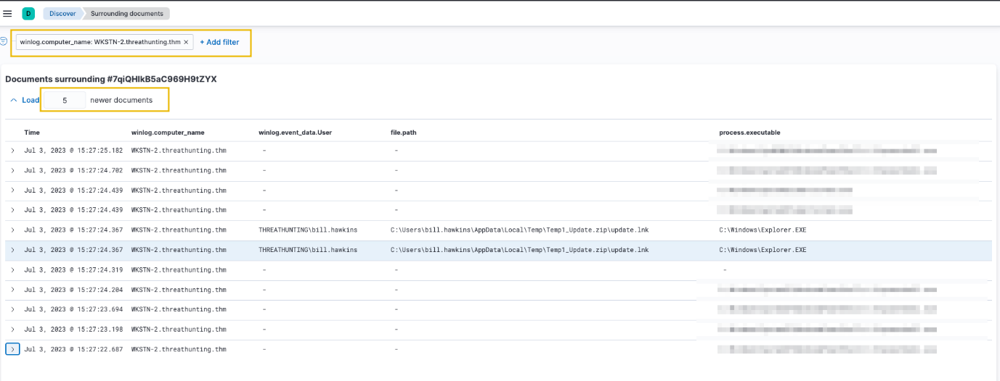 D Discover Surrounding documents
winlog.computer_name: WKSTN-2.threathunting.thm × + Add filter
Documents surrounding #7qiQHIkB5aC969H9tZYX
Load 5 newer documents
Time winlog.computer_name winlog.event_data.User file.path process.executable
Jul 3, 2023 @ 15:27:25.182 WKSTN-2.threathunting.thm - -
Jul 3, 2023 @ 15:27:24.702 WKSTN-2.threathunting.thm - -
Jul 3, 2023 @ 15:27:24.439 WKSTN-2.threathunting.thm - -
Jul 3, 2023 @ 15:27:24.439 WKSTN-2.threathunting.thm - -
Jul 3, 2023 @ 15:27:24.367 WKSTN-2.threathunting.thm THREATHUNTING\bill.hawkins C:\Users\bill.hawkins\AppData\Local\Temp\Temp1_Update.zip\update.lnk C:\Windows\Explorer.EXE
Jul 3, 2023 @ 15:27:24.367 WKSTN-2.threathunting.thm THREATHUNTING\bill.hawkins C:\Users\bill.hawkins\AppData\Local\Temp\Temp1_Update.zip\update.lnk C:\Windows\Explorer.EXE
Jul 3, 2023 @ 15:27:24.319 WKSTN-2.threathunting.thm - - -
Jul 3, 2023 @ 15:27:24.204 WKSTN-2.threathunting.thm - -
Jul 3, 2023 @ 15:27:23.694 WKSTN-2.threathunting.thm - -
Jul 3, 2023 @ 15:27:23.198 WKSTN-2.threathunting.thm - -
Jul 3, 2023 @ 15:27:22.687 WKSTN-2.threathunting.thm - -